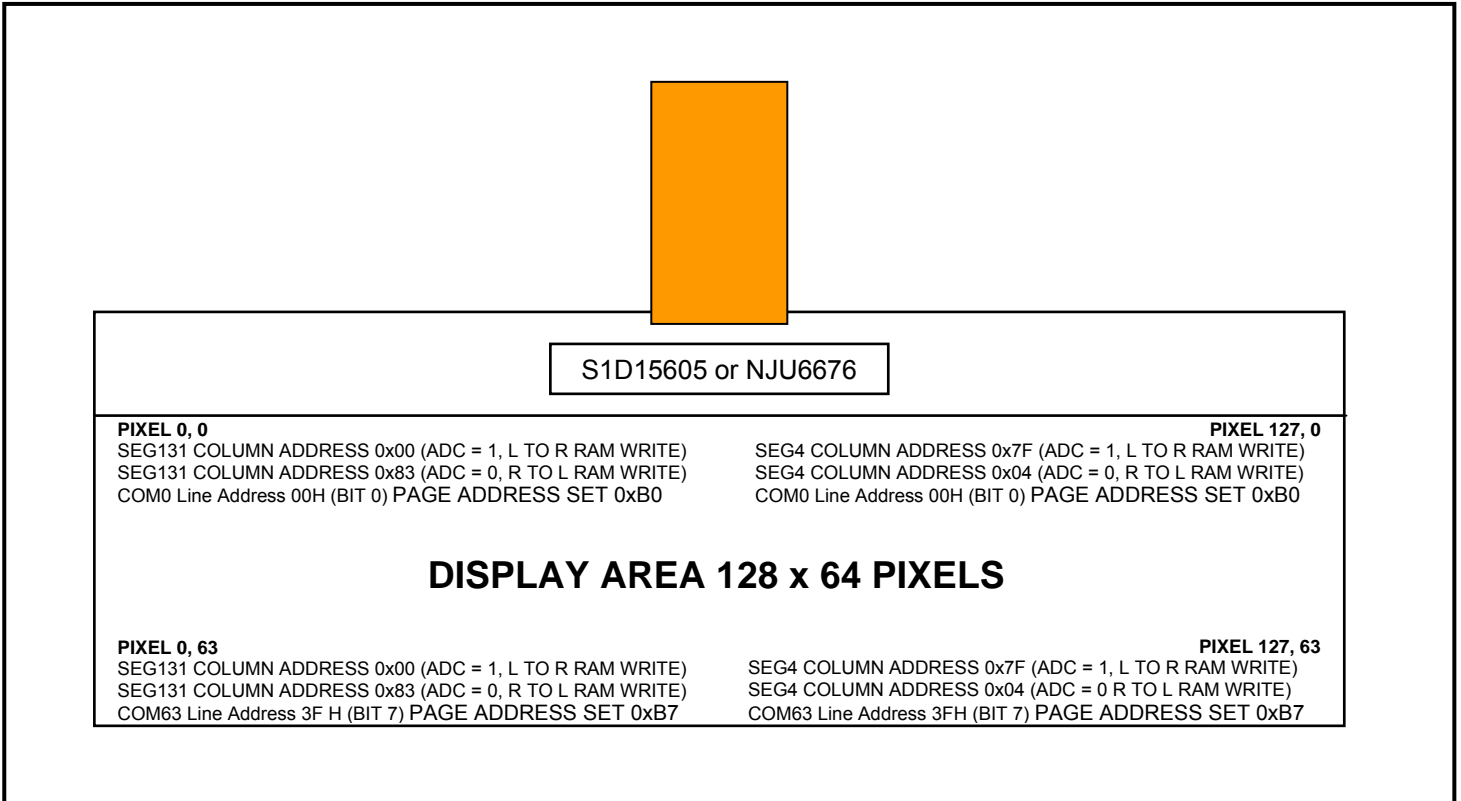 S1D15605 or NJU6676
PIXEL 0, 0
SEG131 COLUMN ADDRESS 0x00 (ADC = 1, L TO R RAM WRITE)
SEG131 COLUMN ADDRESS 0x83 (ADC = 0, R TO L RAM WRITE)
COM0 Line Address 00H (BIT 0) PAGE ADDRESS SET 0xB0
PIXEL 127, 0
SEG4 COLUMN ADDRESS 0x7F (ADC = 1, L TO R RAM WRITE)
SEG4 COLUMN ADDRESS 0x04 (ADC = 0, R TO L RAM WRITE)
COM0 Line Address 00H (BIT 0) PAGE ADDRESS SET 0xB0
DISPLAY AREA 128 x 64 PIXELS
PIXEL 0, 63
SEG131 COLUMN ADDRESS 0x00 (ADC = 1, L TO R RAM WRITE)
SEG131 COLUMN ADDRESS 0x83 (ADC = 0, R TO L RAM WRITE)
COM63 Line Address 3F H (BIT 7) PAGE ADDRESS SET 0xB7
PIXEL 127, 63
SEG4 COLUMN ADDRESS 0x7F (ADC = 1, L TO R RAM WRITE)
SEG4 COLUMN ADDRESS 0x04 (ADC = 0 R TO L RAM WRITE)
COM63 Line Address 3FH (BIT 7) PAGE ADDRESS SET 0xB7